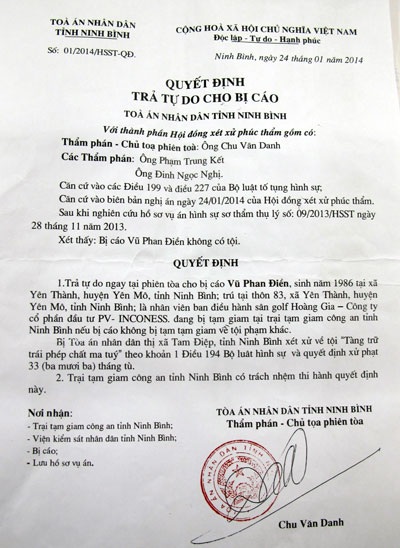 TOÀ ÁN NHÂN DÂN
TỈNH NINH BÌNH
Số: 01/2014/HSST-QĐ.
CỘNG HOÀ XÃ HỘI CHỦ NGHĨA VIỆT NAM
Độc lập - Tự do - Hạnh phúc
Ninh Bình, ngày 24 tháng 01 năm 2014
QUYẾT ĐỊNH
TRẢ TỰ DO CHO BỊ CÁO
TOÀ ÁN NHÂN DÂN TỈNH NINH BÌNH
Với thành phần Hội đồng xét xử phúc thẩm gồm có:
Thẩm phán - Chủ toạ phiên toà: Ông Chu Văn Danh
Các Thẩm phán: Ông Phạm Trung Kết
Ông Đinh Ngọc Nghị.
Căn cứ vào các Điều 199 và điều 227 của Bộ luật tố tụng hình sự;
Căn cứ vào biên bản nghị án ngày 24/01/2014 của Hội đồng xét xử phúc thẩm.
Sau khi nghiên cứu hồ sơ vụ án hình sự sơ thẩm thụ lý số: 09/2013/HSST ngày
28 tháng 11 năm 2013.
Xét thấy: Bị cáo Vũ Phan Điền không có tội.
QUYẾT ĐỊNH
1.Trả tự do ngay tại phiên tòa cho bị cáo Vũ Phan Điền, sinh năm 1986 tại xã
Yên Thành, huyện Yên Mô, tỉnh Ninh Bình; trú tại thôn 83, xã Yên Thành, huyện
Yên Mô, tỉnh Ninh Bình; là nhân viên ban điều hành sân golf Hoàng Gia – Công ty
cổ phần đầu tư PV- INCONESS. đang bị tạm giam tại trại tạm giam công an tỉnh
Ninh Bình nếu bị cáo không bị tạm tạm giam về tội phạm khác.
Bị Tòa án nhân dân thị xã Tam Điệp, tỉnh Ninh Bình xét xử về tội "Tàng trữ
trái phép chất ma tuý" theo khoản 1 Điều 194 Bộ luât hình sự và quyết định xử phạt
33 (ba mươi ba) tháng tù.
2. Trại tạm giam công an tỉnh Ninh Bình có trách nhiệm thi hành quyết định
này.
Nơi nhận:
- Trại tạm giam công an tỉnh Ninh Bình;
- Viện kiểm sát nhân dân tỉnh Ninh Bình;
- Bị cáo;
- Lưu hồ sơ vụ án.
TÒA ÁN NHÂN DÂN TỈNH NINH BÌNH
Thẩm phán - Chủ tọa phiên tòa
Chu Văn Danh